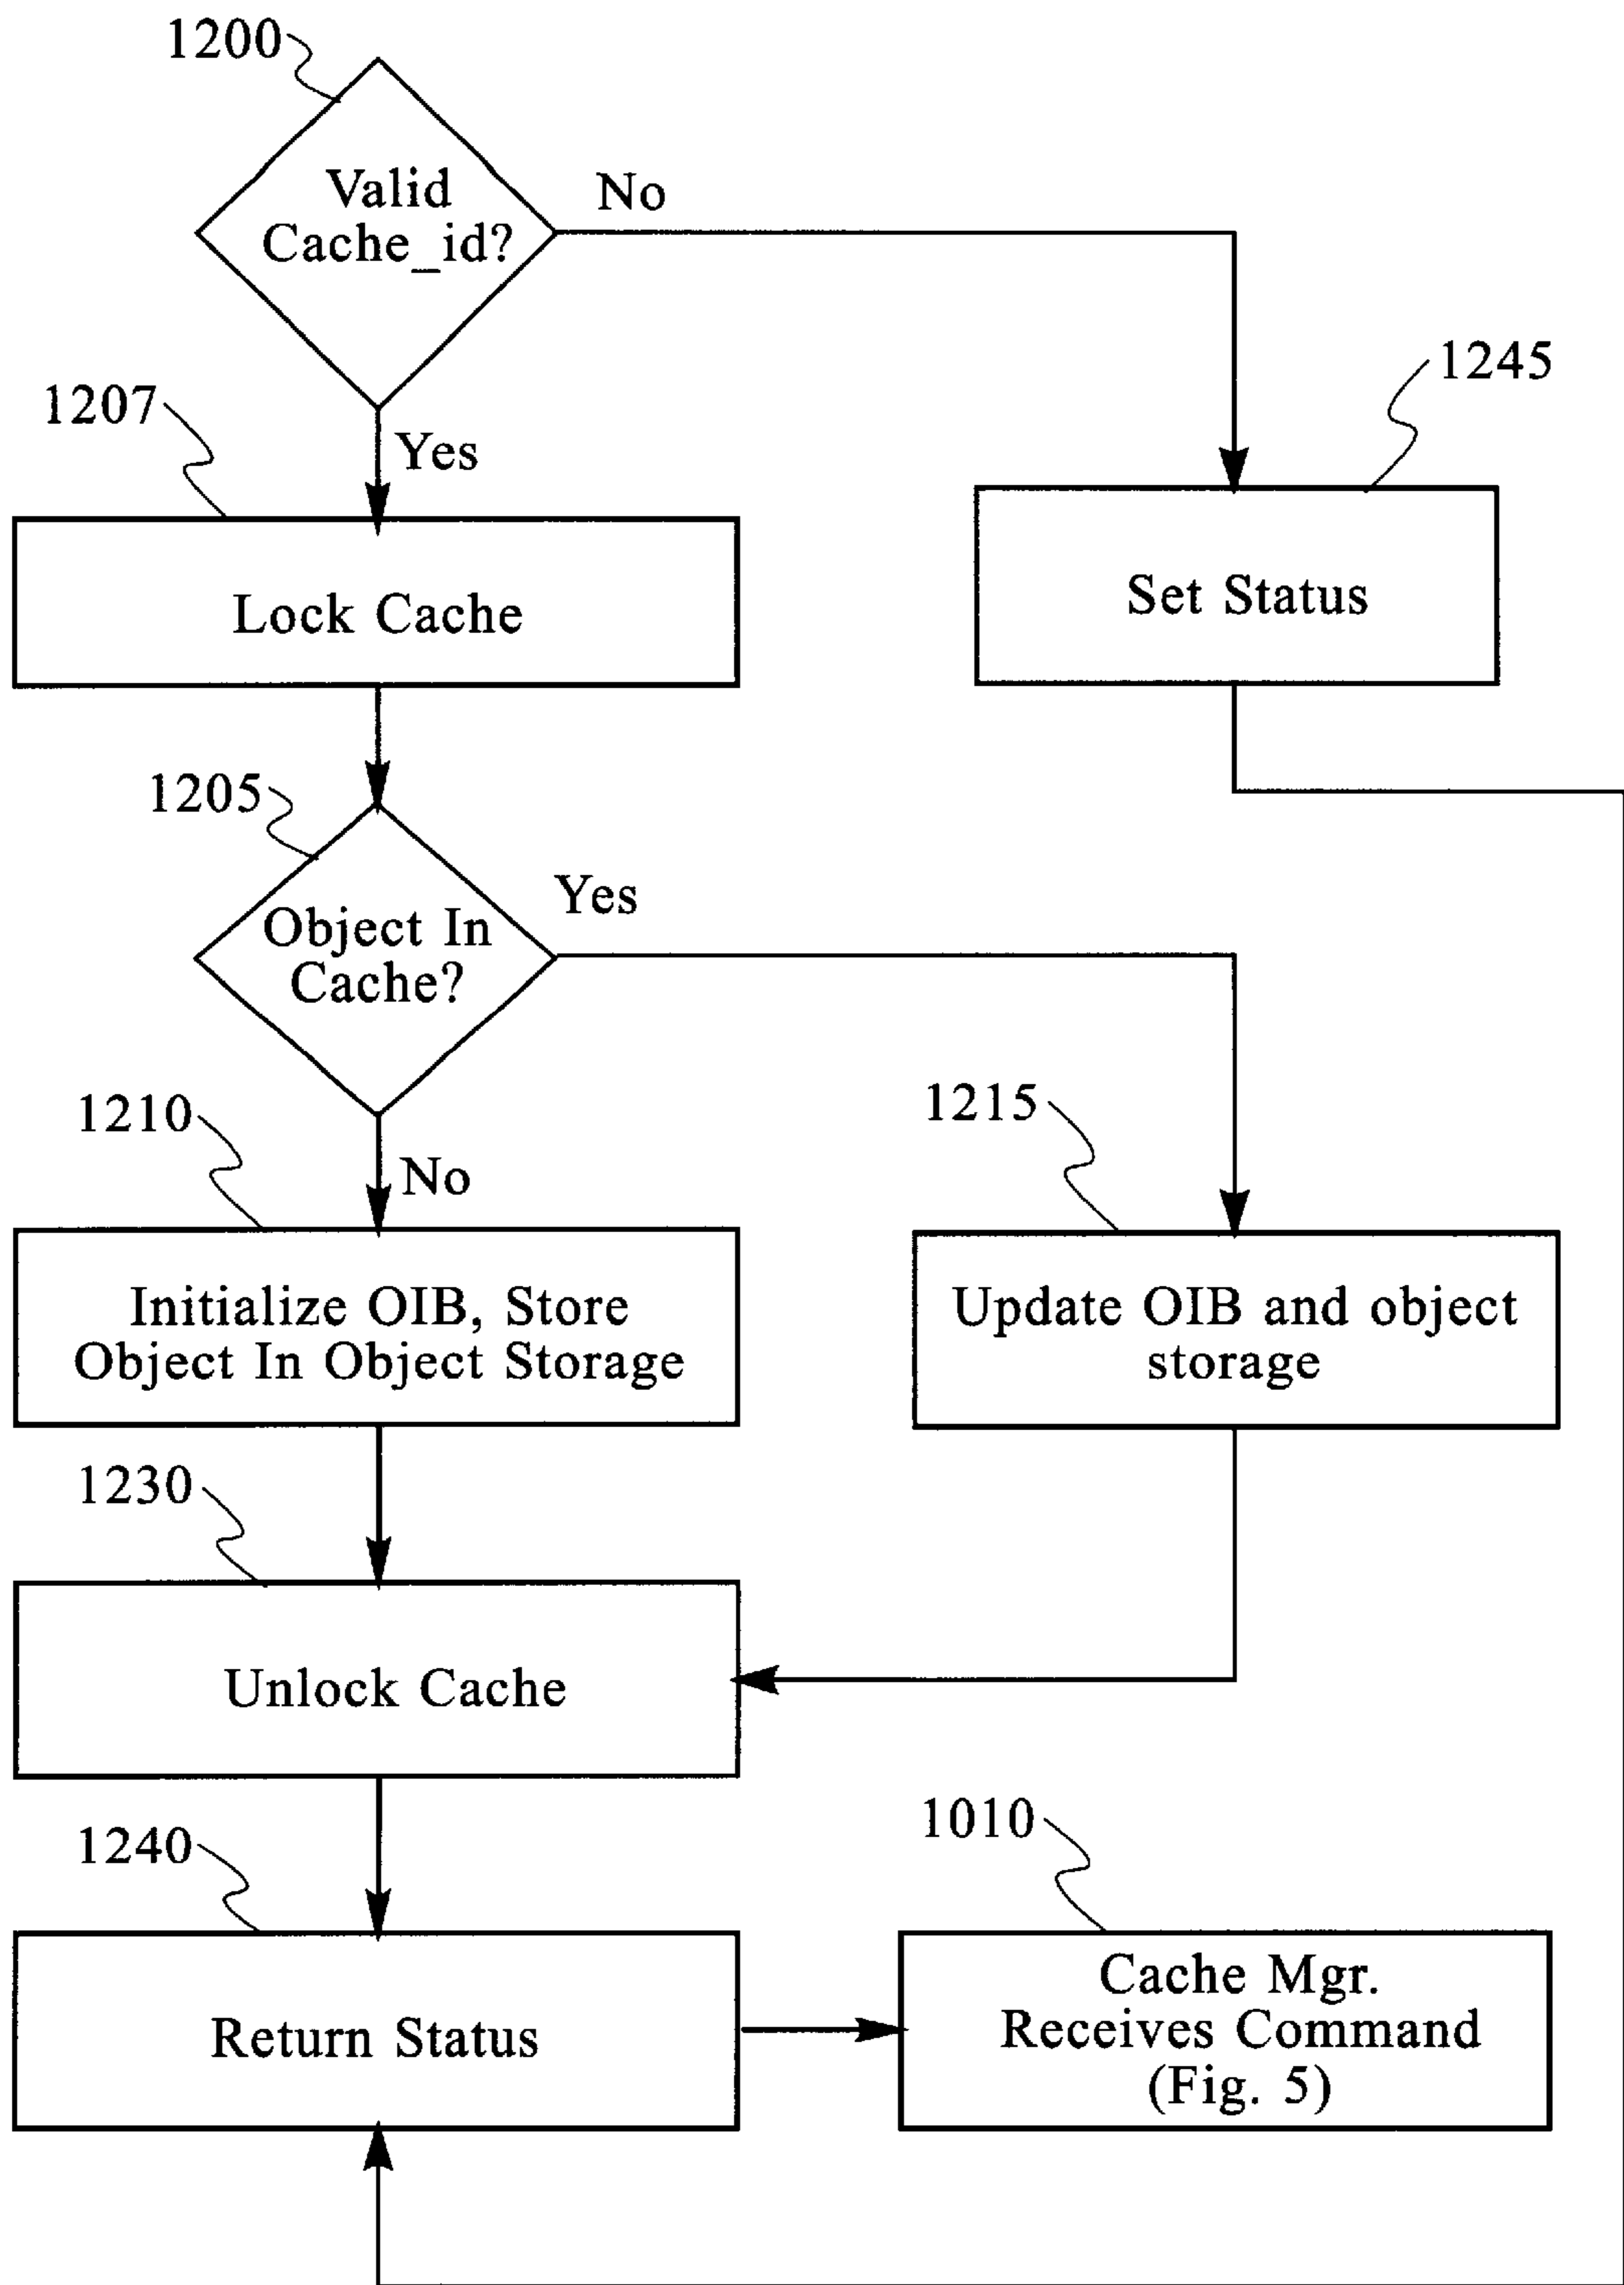 1200
Valid
Cache_id?
No
1207
Yes
1245
Lock Cache
Set Status
1205
Object In
Cache?
Yes
1210
No
1215
Initialize OIB, Store
Object In Object Storage
Update OIB and object
storage
1230
Unlock Cache
1240
1010
Return Status
Cache Mgr.
Receives Command
(Fig. 5)